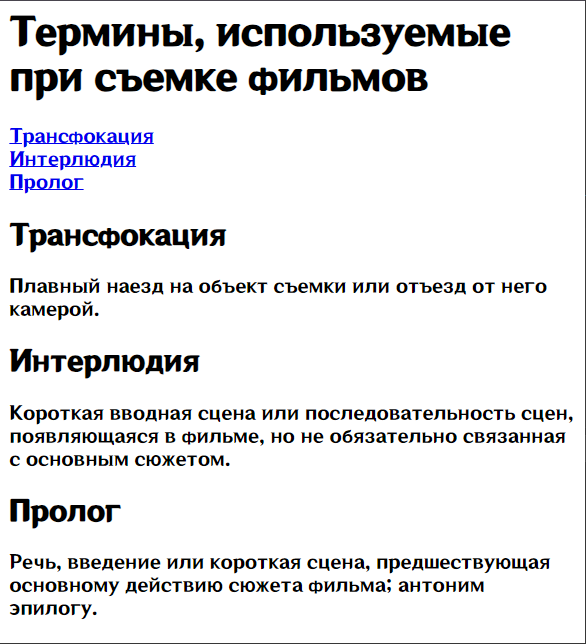 Термины, используемые
при съемке фильмов
Трансфокация
Интерлюдия
Пролог
Трансфокация
Плавный наезд на объект съемки или отъезд от него
камерой.
Интерлюдия
Короткая вводная сцена или последовательность сцен,
появляющаяся в фильме, но не обязательно связанная
с основным сюжетом.
Пролог
Речь, введение или короткая сцена, предшествующая
основному действию сюжета фильма; антоним
эпилогу.